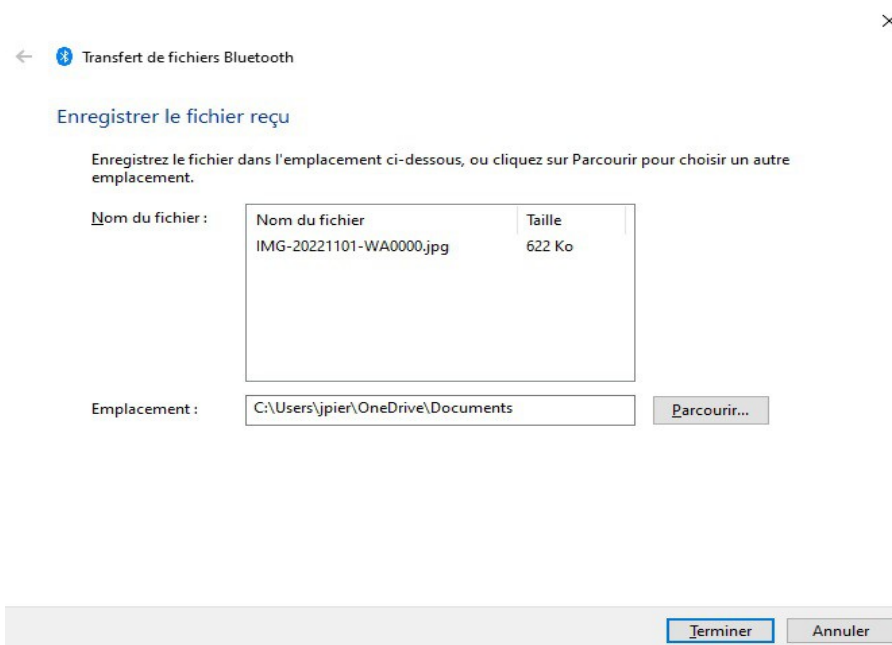 Transfert de fichiers Bluetooth
Enregistrer le fichier reçu
Enregistrez le fichier dans l'emplacement ci-dessous, ou cliquez sur Parcourir pour choisir un autre
emplacement.
Nom du fichier :
Nom du fichier Taille
IMG-20221101-WA0000.jpg 622 Ko
Emplacement : C:\Users\jpier\OneDrive\Documents Parcourir...
Terminer Annuler